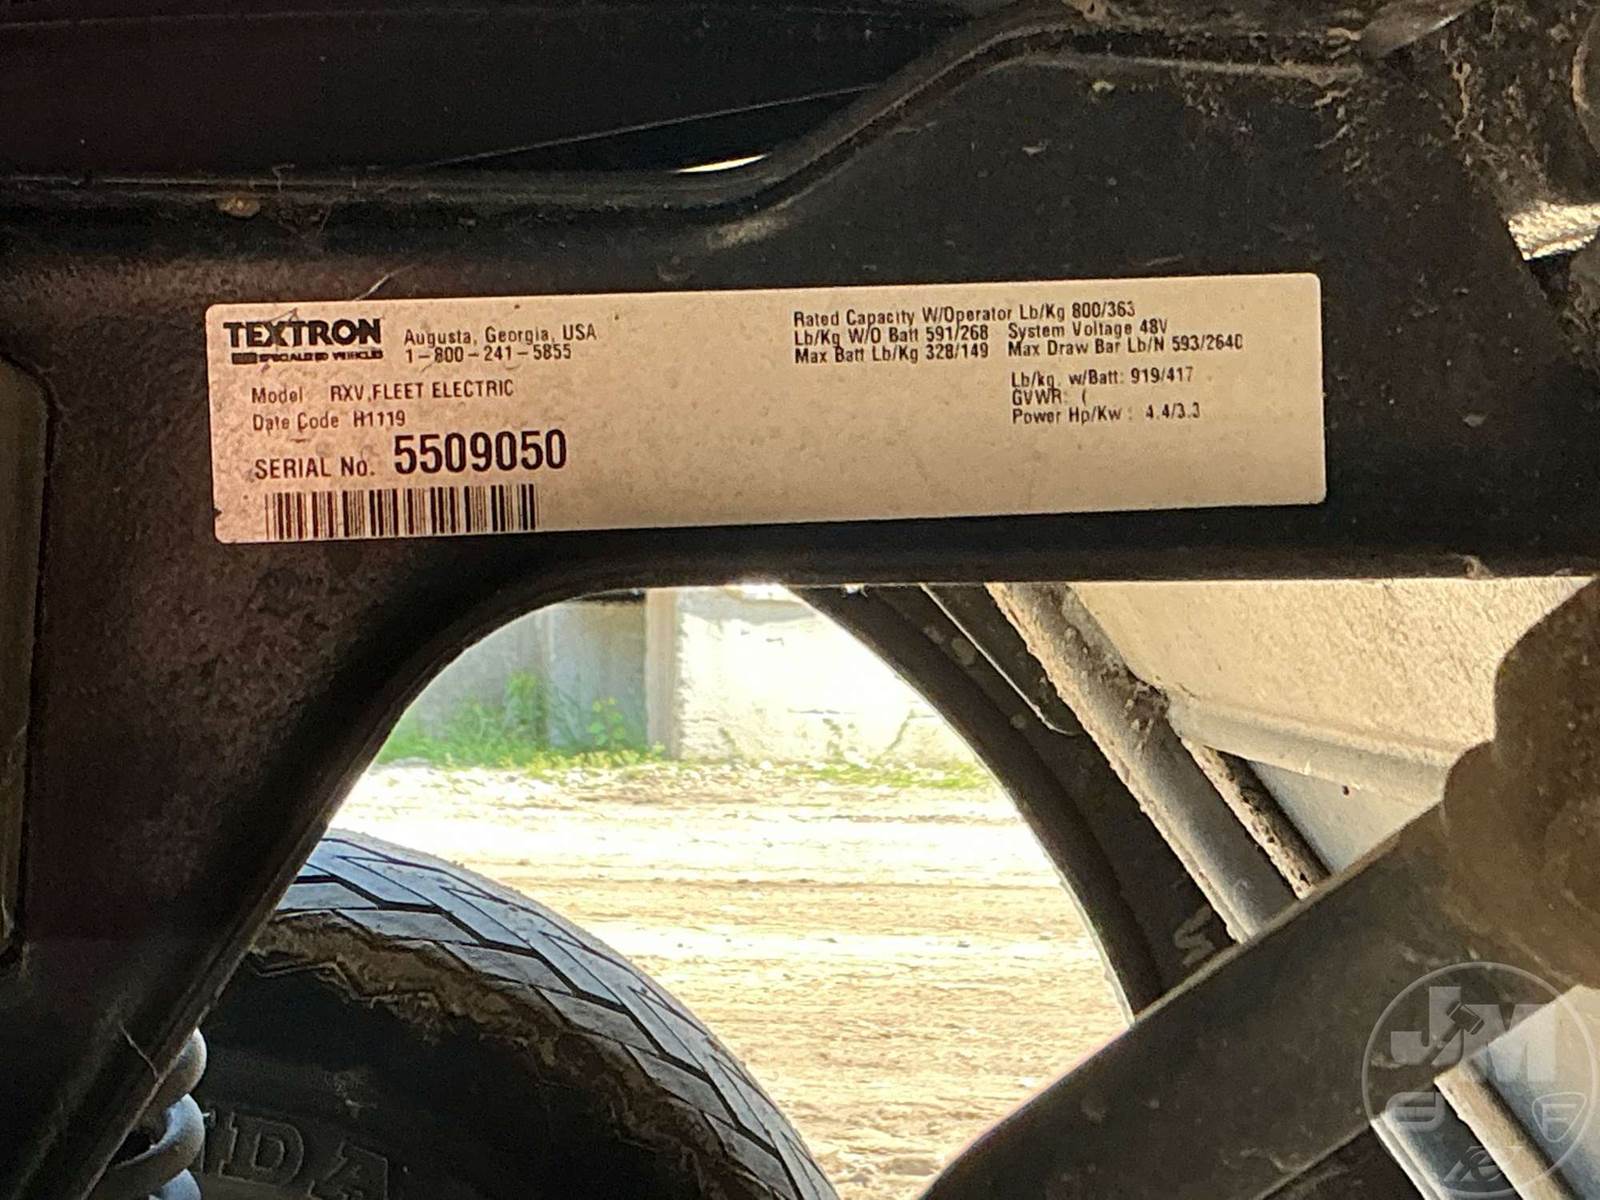 TEXTRON
SPECIALIZED VEHICLES
Augusta, Georgia, USA
1-800-241-5855
Model RXV,FLEET ELECTRIC
Date Code H1119
SERIAL No. 5509050
Rated Capacity W/Operator Lb/Kg 800/363
Lb/Kg W/O Batt 591/268 System Voltage 48V
Max Batt Lb/Kg 328/149 Max Draw Bar Lb/N 593/2640
Lb/kg w/Batt: 919/417
GVWR: (
Power Hp/Kw : 4.4/3.3
NDA
JM